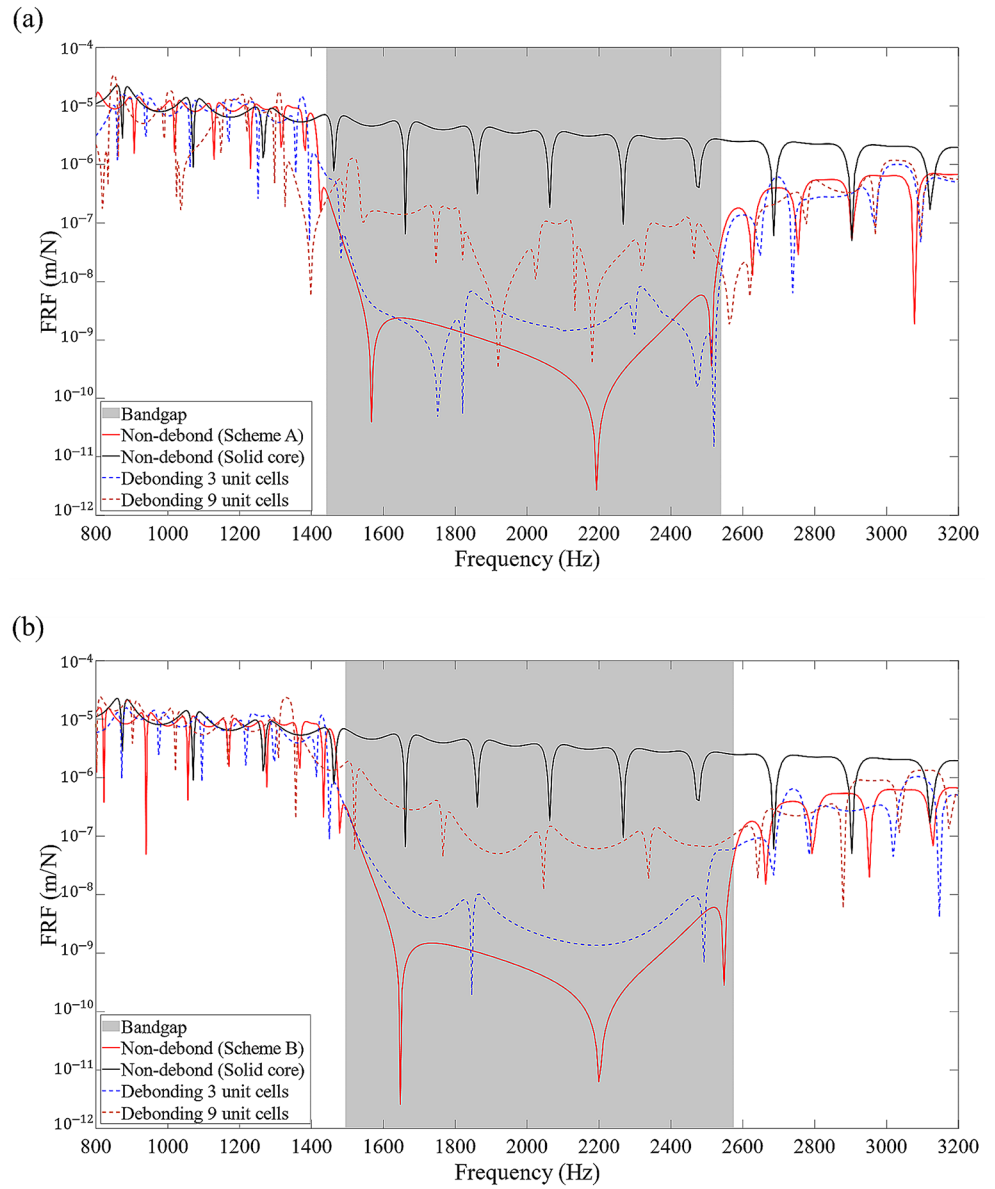 (a)
10⁻⁴
10⁻⁵
10⁻⁶
10⁻⁷
10⁻⁸
10⁻⁹
10⁻¹⁰
10⁻¹¹
10⁻¹²
FRF (m/N)
Bandgap
Non-debond (Scheme A)
Non-debond (Solid core)
Debonding 3 unit cells
Debonding 9 unit cells
800 1000 1200 1400 1600 1800 2000 2200 2400 2600 2800 3000 3200
Frequency (Hz)
(b)
10⁻⁴
10⁻⁵
10⁻⁶
10⁻⁷
10⁻⁸
10⁻⁹
10⁻¹⁰
10⁻¹¹
10⁻¹²
FRF (m/N)
Bandgap
Non-debond (Scheme B)
Non-debond (Solid core)
Debonding 3 unit cells
Debonding 9 unit cells
800 1000 1200 1400 1600 1800 2000 2200 2400 2600 2800 3000 3200
Frequency (Hz)